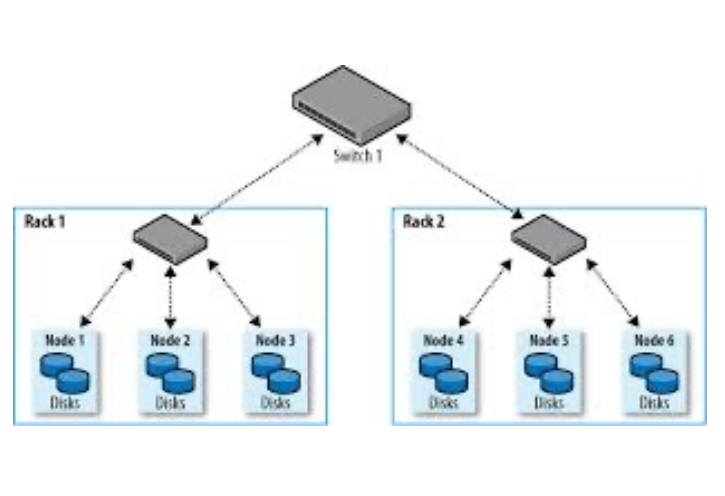 Switch 1
Rack 1
Rack 2
Node 1
Node 2
Node 3
Node 4
Node 5
Node 6
Disks
Disks
Disks
Disks
Disks
Disks